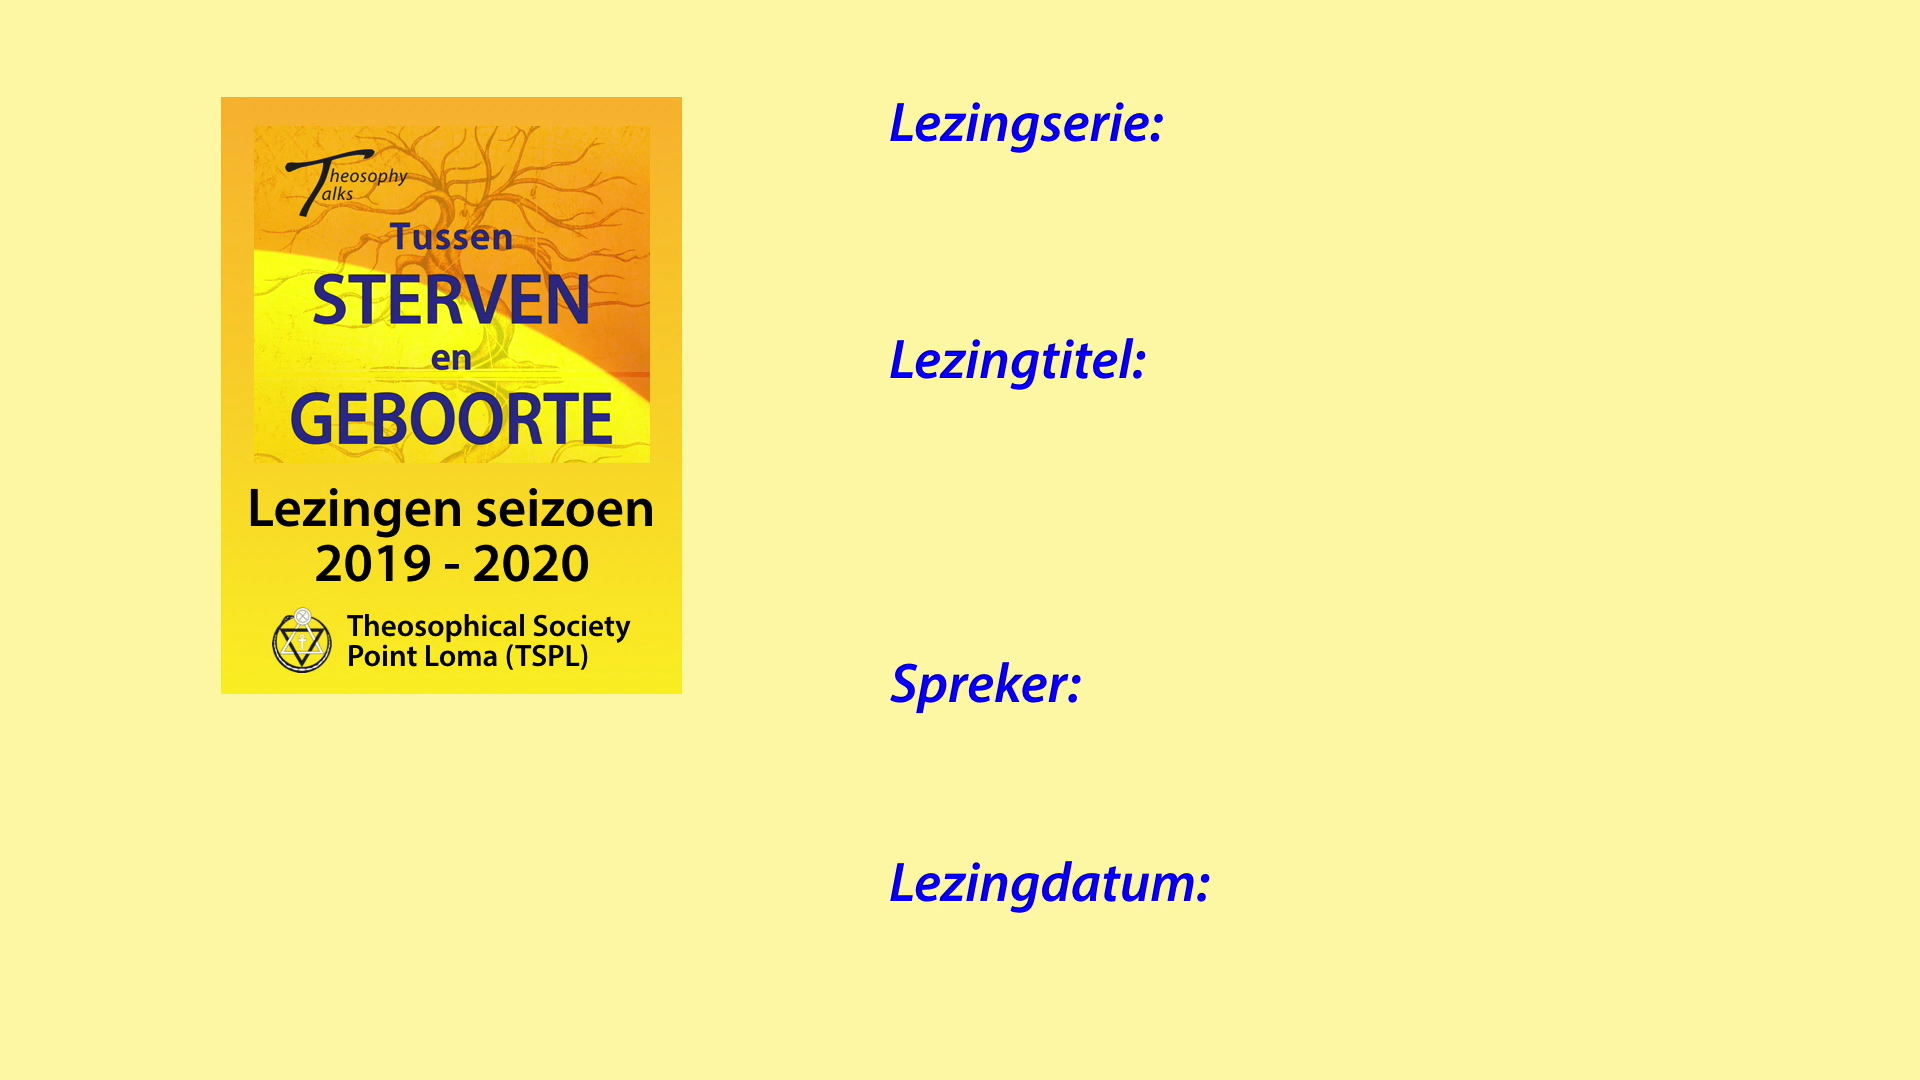 Theosophy
Talks
Tussen
STERVEN
en
GEBOORTE
Lezingen seizoen
2019 - 2020
Theosophical Society
Point Loma (TSPL)
Lezingserie:
Lezingtitel:
Spreker:
Lezingdatum: